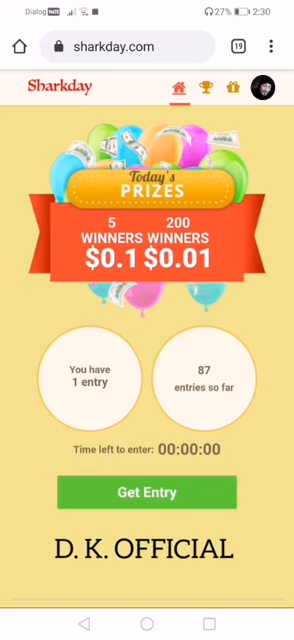 Dialog 27% 2:30
sharkday.com 19
Sharkday
Today's
PRIZES
5 200
WINNERS WINNERS
$0.1 $0.01
You have
1 entry
87
entries so far
Time left to enter: 00:00:00
Get Entry
D. K. OFFICIAL